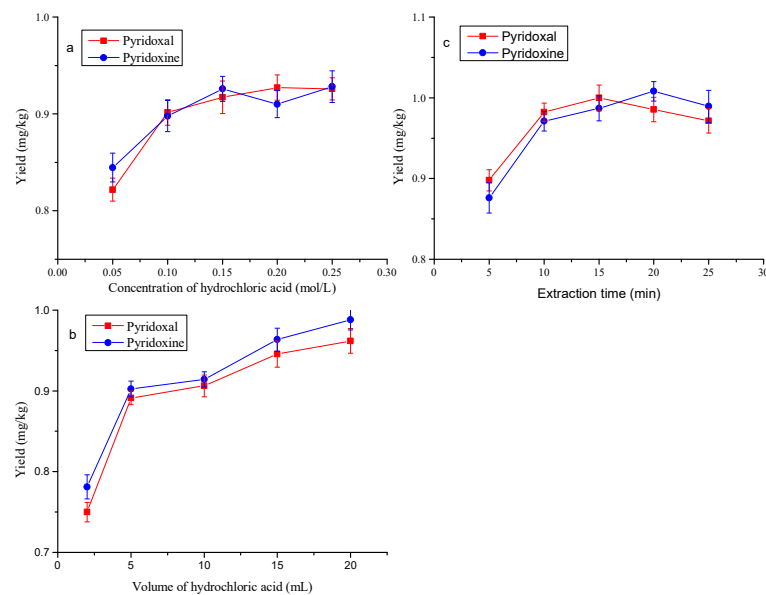 a
Pyridoxal
Pyridoxine
Yield (mg/kg)
1.0
0.9
0.8
0.00
0.05
0.10
0.15
0.20
0.25
0.30
Concentration of hydrochloric acid (mol/L)
c
Pyridoxal
Pyridoxine
Yield (mg/kg)
1.1
1.0
0.9
0.8
0
5
10
15
20
25
30
Extraction time (min)
b
Pyridoxal
Pyridoxine
Yield (mg/kg)
1.0
0.9
0.8
0.7
0
5
10
15
20
Volume of hydrochloric acid (mL)